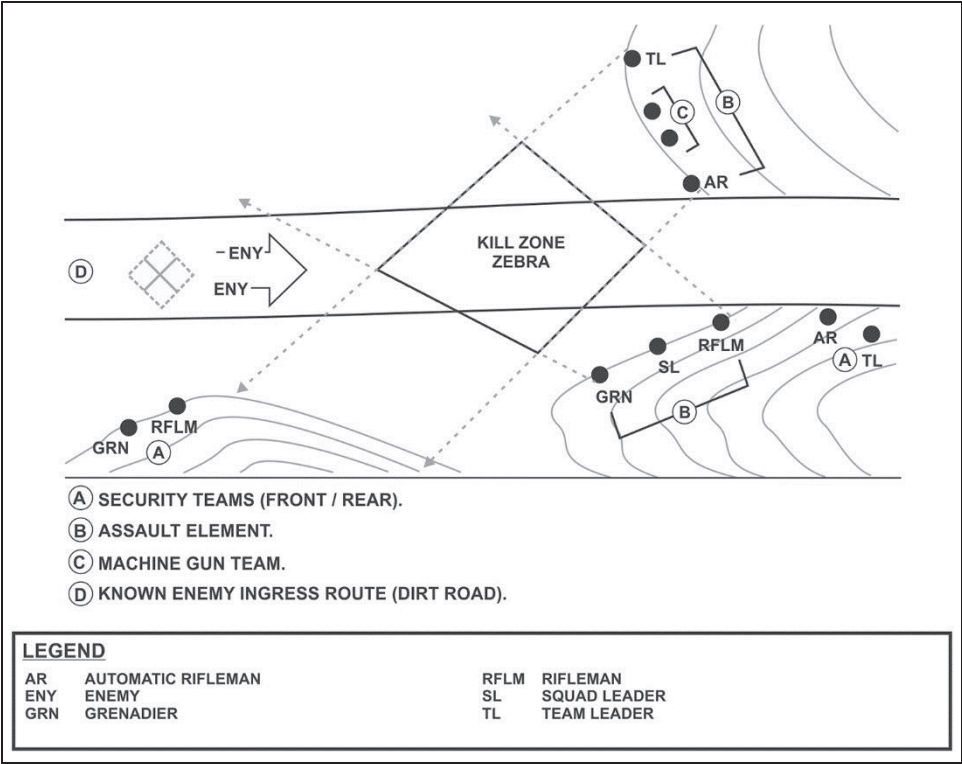 TL
B
C
AR
KILL ZONE
ZEBRA
D
ENY
ENY
RFLM
AR
SL
A
TL
GRN
B
RFLM
GRN
A
A SECURITY TEAMS (FRONT / REAR).
B ASSAULT ELEMENT.
C MACHINE GUN TEAM.
D KNOWN ENEMY INGRESS ROUTE (DIRT ROAD).
LEGEND
AR AUTOMATIC RIFLEMAN
ENY ENEMY
GRN GRENADIER
RFLM RIFLEMAN
SL SQUAD LEADER
TL TEAM LEADER